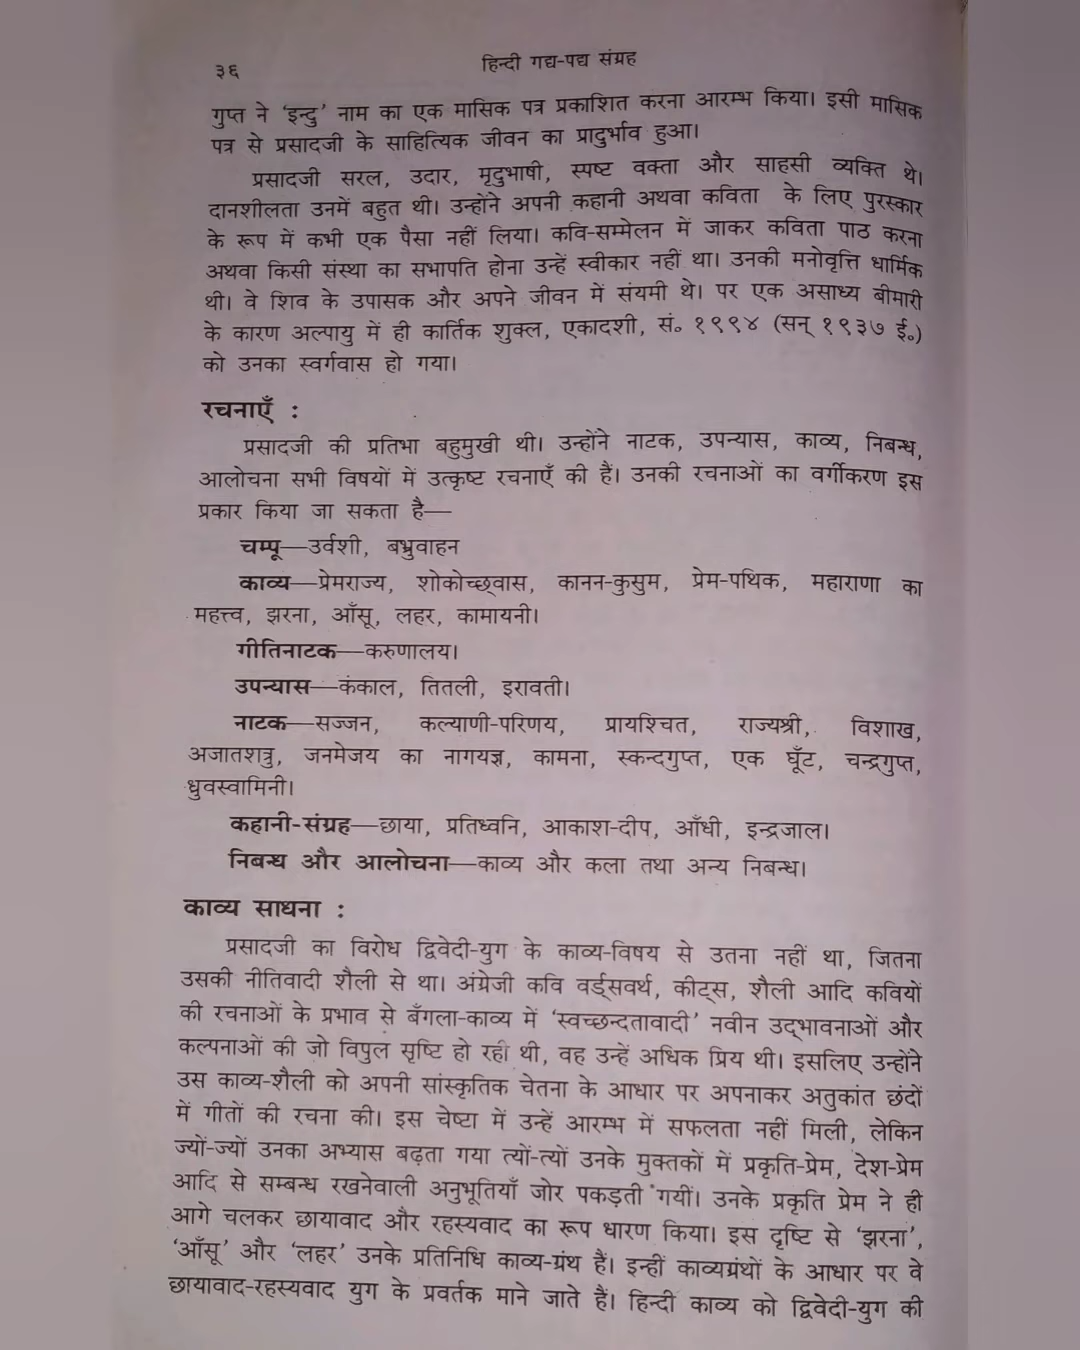 ३६
हिन्दी गद्य-पद्य संग्रह
गुप्त ने ‘इन्दु’ नाम का एक मासिक पत्र प्रकाशित करना आरम्भ किया। इसी मासिक
पत्र से प्रसादजी के साहित्यिक जीवन का प्रादुर्भाव हुआ।
प्रसादजी सरल, उदार, मृदुभाषी, स्पष्ट वक्ता और साहसी व्यक्ति थे।
दानशीलता उनमें बहुत थी। उन्होंने अपनी कहानी अथवा कविता के लिए पुरस्कार
के रूप में कभी एक पैसा नहीं लिया। कवि-सम्मेलन में जाकर कविता पाठ करना
अथवा किसी संस्था का सभापति होना उन्हें स्वीकार नहीं था। उनकी मनोवृत्ति धार्मिक
थी। वे शिव के उपासक और अपने जीवन में संयमी थे। पर एक असाध्य बीमारी
के कारण अल्पायु में ही कार्तिक शुक्ल, एकादशी, सं० १९९४ (सन् १९३७ ई०)
को उनका स्वर्गवास हो गया।
रचनाएँ :
प्रसादजी की प्रतिभा बहुमुखी थी। उन्होंने नाटक, उपन्यास, काव्य, निबन्ध,
आलोचना सभी विषयों में उत्कृष्ट रचनाएँ की हैं। उनकी रचनाओं का वर्गीकरण इस
प्रकार किया जा सकता है—
चम्पू—उर्वशी, बभ्रुवाहन
काव्य—प्रेमराज्य, शोकोच्छ्वास, कानन-कुसुम, प्रेम-पथिक, महाराणा का
महत्त्व, झरना, आँसू, लहर, कामायनी।
गीतिनाटक—करुणालय।
उपन्यास—कंकाल, तितली, इरावती।
नाटक—सज्जन, कल्याणी-परिणय, प्रायश्चित, राज्यश्री, विशाख,
अजातशत्रु, जनमेजय का नागयज्ञ, कामना, स्कन्दगुप्त, एक घूँट, चन्द्रगुप्त,
ध्रुवस्वामिनी।
कहानी-संग्रह—छाया, प्रतिध्वनि, आकाश-दीप, आँधी, इन्द्रजाल।
निबन्ध और आलोचना—काव्य और कला तथा अन्य निबन्ध।
काव्य साधना :
प्रसादजी का विरोध द्विवेदी-युग के काव्य-विषय से उतना नहीं था, जितना
उसकी नीतिवादी शैली से था। अंग्रेजी कवि वर्ड्सवर्थ, कीट्स, शैली आदि कवियों
की रचनाओं के प्रभाव से बँगला-काव्य में ‘स्वच्छन्दतावादी’ नवीन उद्‌भावनाओं और
कल्पनाओं की जो विपुल सृष्टि हो रही थी, वह उन्हें अधिक प्रिय थी। इसलिए उन्होंने
उस काव्य-शैली को अपनी सांस्कृतिक चेतना के आधार पर अपनाकर अतुकांत छंदों
में गीतों की रचना की। इस चेष्टा में उन्हें आरम्भ में सफलता नहीं मिली, लेकिन
ज्यों-ज्यों उनका अभ्यास बढ़ता गया त्यों-त्यों उनके मुक्तकों में प्रकृति-प्रेम, देश-प्रेम
आदि से सम्बन्ध रखनेवाली अनुभूतियाँ जोर पकड़ती गयीं। उनके प्रकृति प्रेम ने ही
आगे चलकर छायावाद और रहस्यवाद का रूप धारण किया। इस दृष्टि से ‘झरना’,
‘आँसू’ और ‘लहर’ उनके प्रतिनिधि काव्य-ग्रंथ हैं। इन्हीं काव्यग्रंथों के आधार पर वे
छायावाद-रहस्यवाद युग के प्रवर्तक माने जाते हैं। हिन्दी काव्य को द्विवेदी-युग की